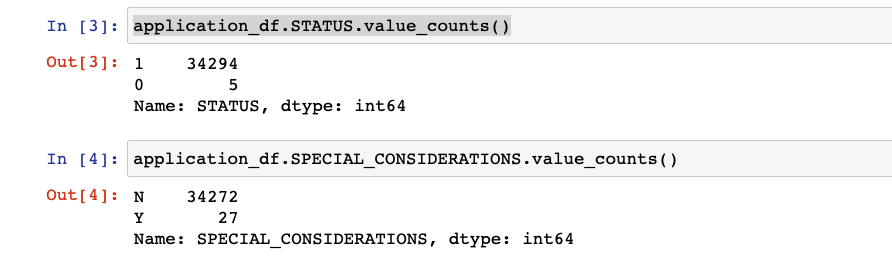 In [3]: application_df.STATUS.value_counts()
Out[3]: 1    34294
0        5
Name: STATUS, dtype: int64
In [4]: application_df.SPECIAL_CONSIDERATIONS.value_counts()
Out[4]: N    34272
Y       27
Name: SPECIAL_CONSIDERATIONS, dtype: int64